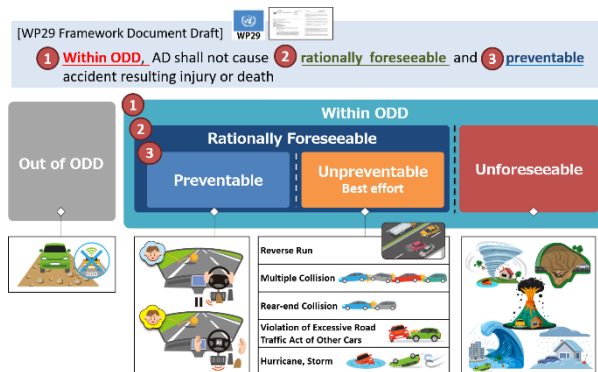 [WP29 Framework Document Draft]
WP29
1 Within ODD, AD shall not cause 2 rationally foreseeable and 3 preventable
accident resulting injury or death
1
Within ODD
2
Rationally Foreseeable
3
Out of ODD
Preventable
Unpreventable
Best effort
Unforeseeable
Reverse Run
Multiple Collision
Rear-end Collision
Violation of Excessive Road
Traffic Act of Other Cars
Hurricane, Storm